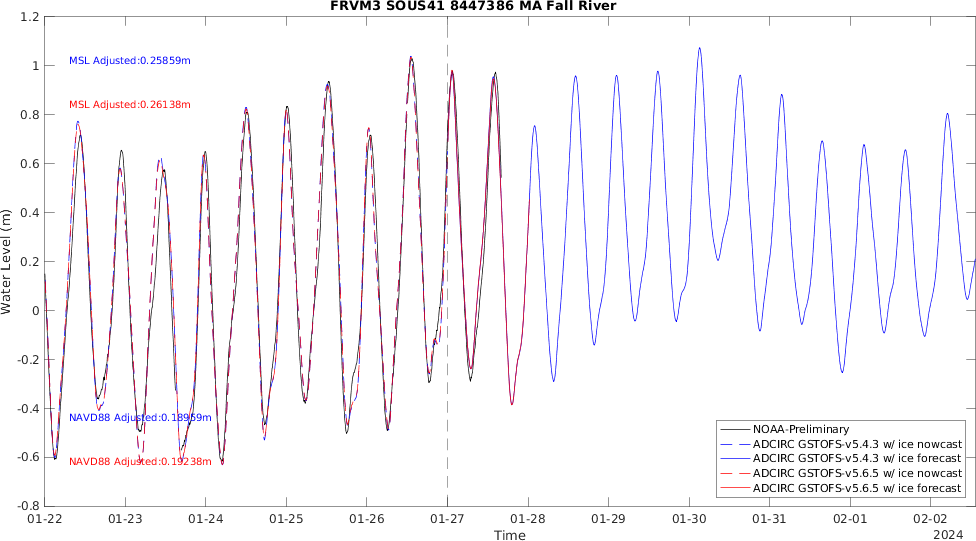 FRVM3 SOUS41 8447386 MA Fall River
1.2
1
0.8
0.6
0.4
0.2
0
-0.2
-0.4
-0.6
-0.8
Water Level (m)
MSL Adjusted:0.25859m
MSL Adjusted:0.26138m
NAVD88 Adjusted:0.18959m
NAVD88 Adjusted:0.19238m
NOAA-Preliminary
ADCIRC GSTOFS-v5.4.3 w/ ice nowcast
ADCIRC GSTOFS-v5.4.3 w/ ice forecast
ADCIRC GSTOFS-v5.6.5 w/ ice nowcast
ADCIRC GSTOFS-v5.6.5 w/ ice forecast
01-22 01-23 01-24 01-25 01-26 01-27 01-28 01-29 01-30 01-31 02-01 02-02
Time
2024